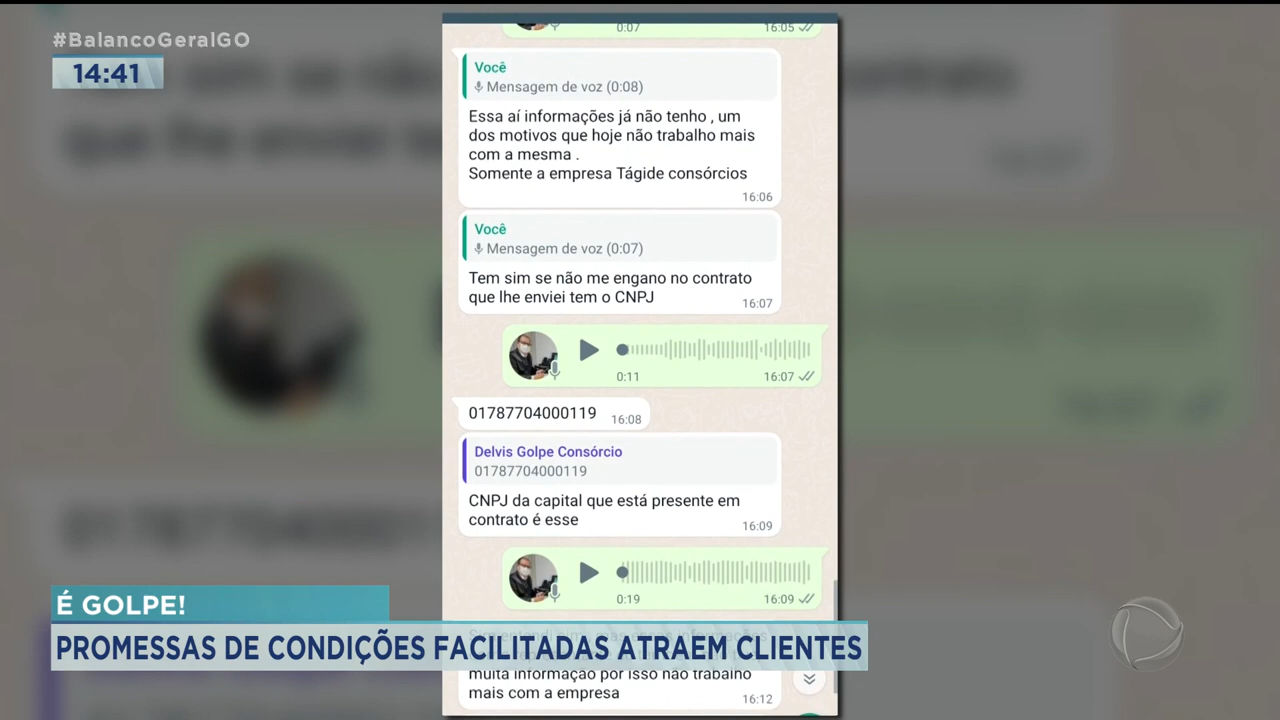 #BalancoGeralGO
14:41
0:07
16:05
Você
Mensagem de voz (0:08)
Essa aí informações já não tenho , um
dos motivos que hoje não trabalho mais
com a mesma .
Somente a empresa Tágide consórcios
16:06
Você
Mensagem de voz (0:07)
Tem sim se não me engano no contrato
que lhe enviei tem o CNPJ
16:07
0:11
16:07
01787704000119
16:08
Delvis Golpe Consórcio
01787704000119
CNPJ da capital que está presente em
contrato é esse
16:09
0:19
16:09
É GOLPE!
PROMESSAS DE CONDIÇÕES FACILITADAS ATRAEM CLIENTES
muita informação por isso não trabalho
mais com a empresa
16:12